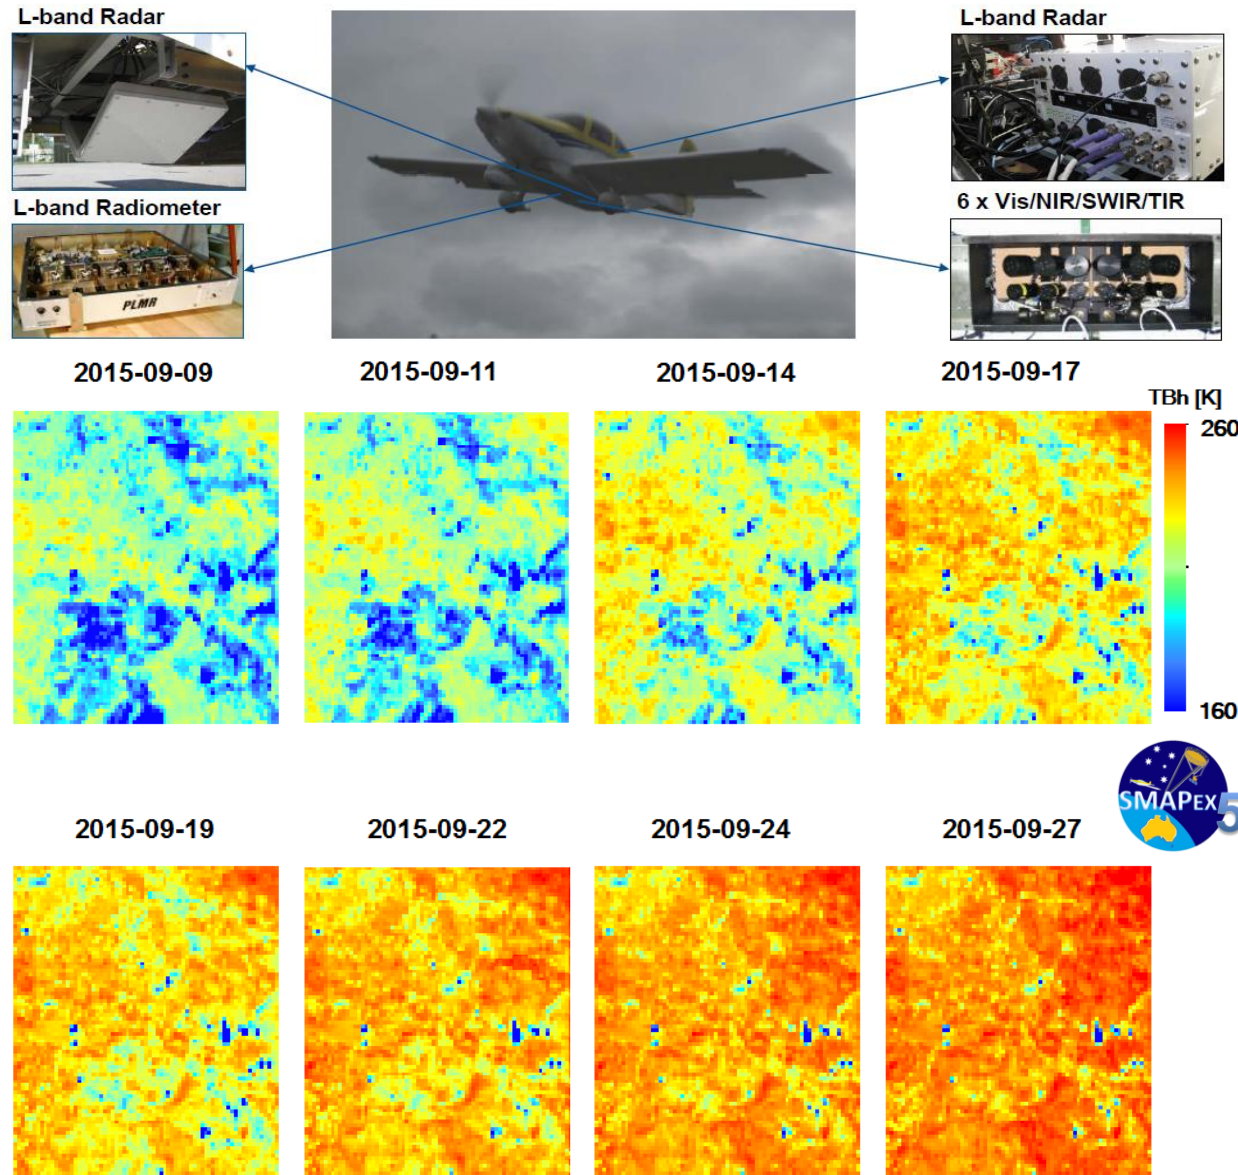 L-band Radar
L-band Radar
L-band Radiometer
6 x Vis/NIR/SWIR/TIR
PLMR
2015-09-09
2015-09-11
2015-09-14
2015-09-17
TBh [K]
260
160
SMAPEX
5
2015-09-19
2015-09-22
2015-09-24
2015-09-27